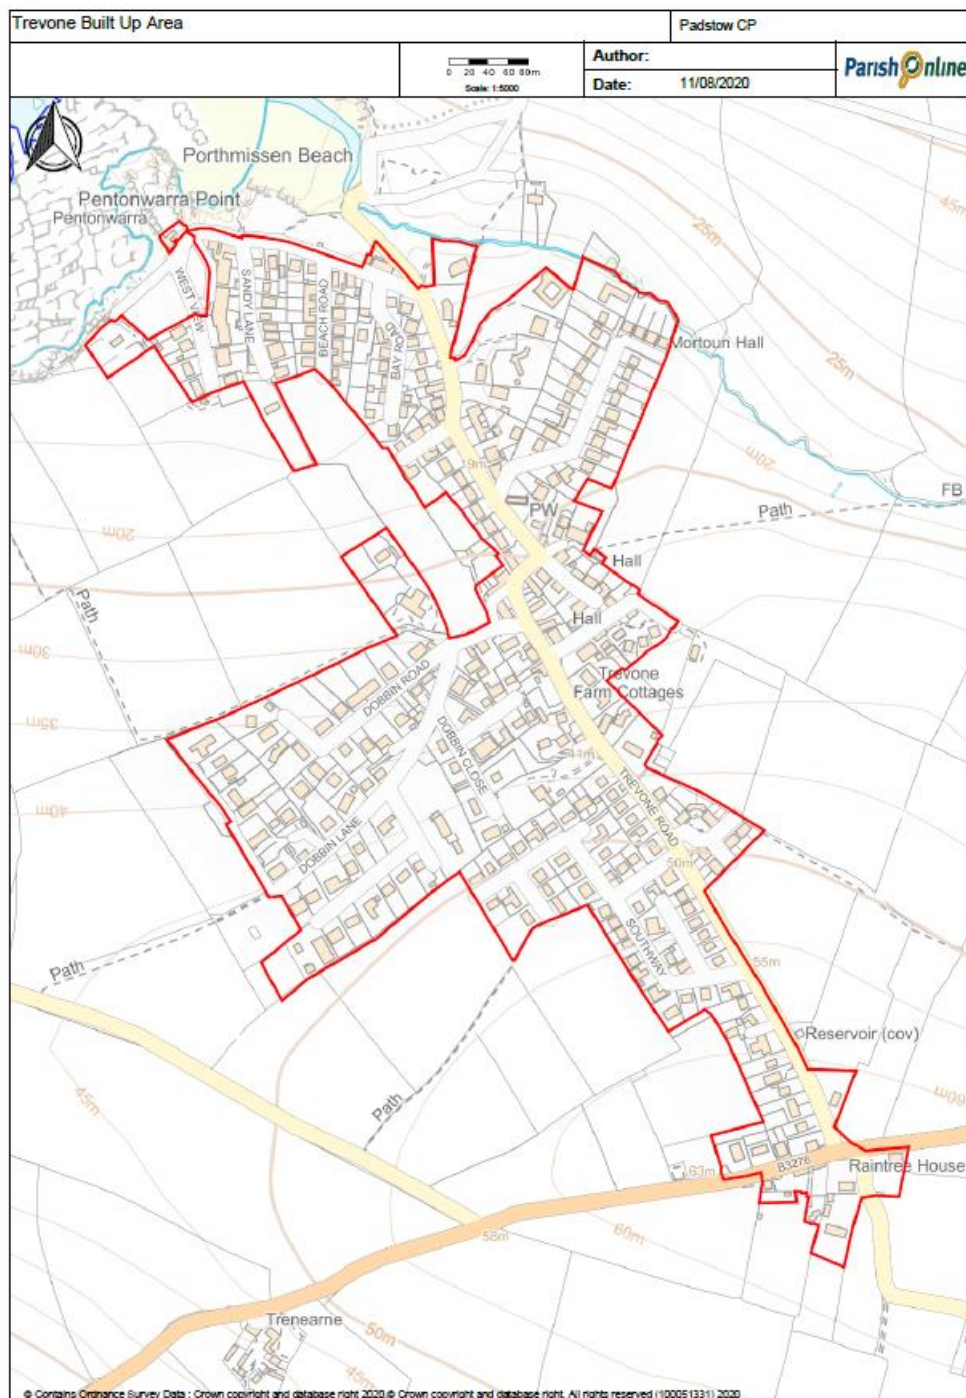 Trevone Built Up Area
Padstow CP
0 20 40 60 80m
Scale: 1:5000
Author:
Date: 11/08/2020
Parish Online
Porthmissen Beach
Pentonwarra Point
Pentonwarra
45m
25m
WEST VIEW
SANDY LANE
BEACH ROAD
BAY ROAD
Mortoun Hall
25m
20m
19m
FB
PW
Path
20m
Hall
Path
Hall
30m
Trevone
Farm Cottages
DOBBIN ROAD
35m
DOBBIN CLOSE
41m
TREVONE ROAD
40m
DOBBIN LANE
50m
SOUTHWAY
55m
Path
Reservoir (cov)
60m
45m
Path
B3276
Raintree House
63m
58m
60m
Trenearne
50m
45m
© Contains Ordnance Survey Data : Crown copyright and database right 2020 © Crown copyright and database right. All rights reserved (100051331) 2020